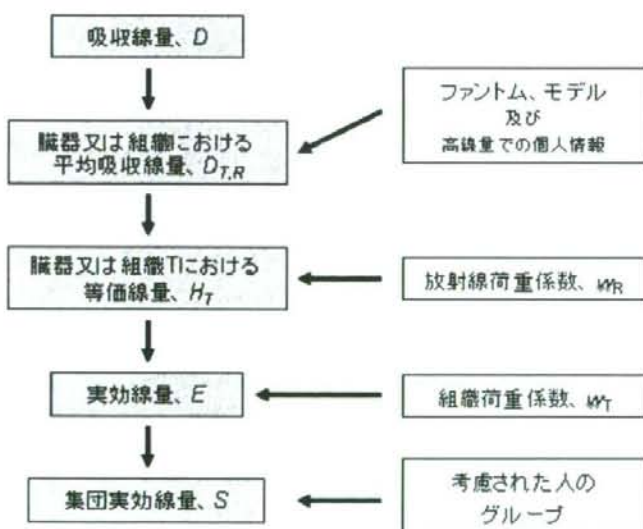 吸収線量、D
ファントム、モデル
及び
高線量での個人情報
臓器又は組織における
平均吸収線量、D_T,R
臓器又は組織Tにおける
等価線量、H_T
放射線荷重係数、w_R
実効線量、E
組織荷重係数、w_T
集団実効線量、S
考慮された人の
グループ